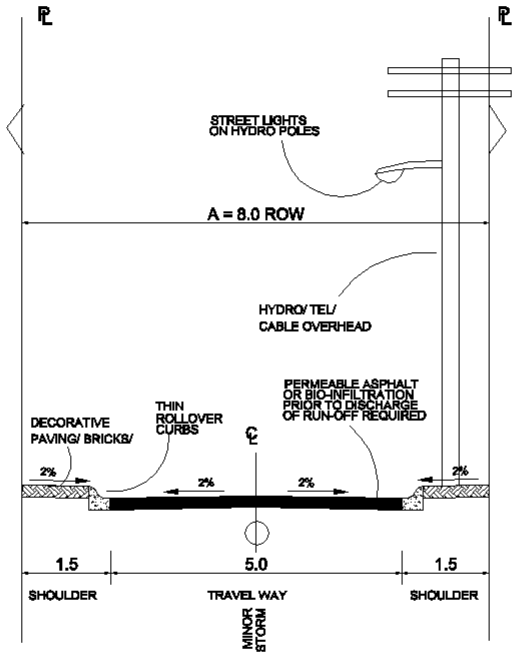 PL
PL
STREET LIGHTS
ON HYDRO POLES
A = 8.0 ROW
HYDRO/ TEL/
CABLE OVERHEAD
PERMEABLE ASPHALT
OR BIO-INFILTRATION
PRIOR TO DISCHARGE
OF RUN-OFF REQUIRED
THIN
ROLLOVER
CURBS
DECORATIVE
PAVING/ BRICKS/
CL
2%
2%
2%
2%
1.5
5.0
1.5
SHOULDER
TRAVEL WAY
SHOULDER
MINOR
STORM